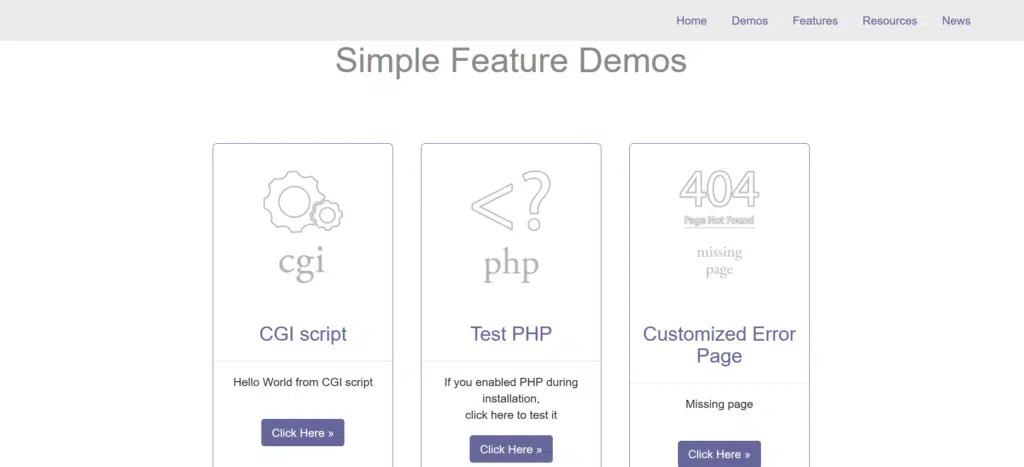 Home Demos Features Resources News
Simple Feature Demos
cgi
CGI script
Hello World from CGI script
Click Here »
<?
php
Test PHP
If you enabled PHP during
installation,
click here to test it
Click Here »
404
Page Not Found
missing
page
Customized Error
Page
Missing page
Click Here »